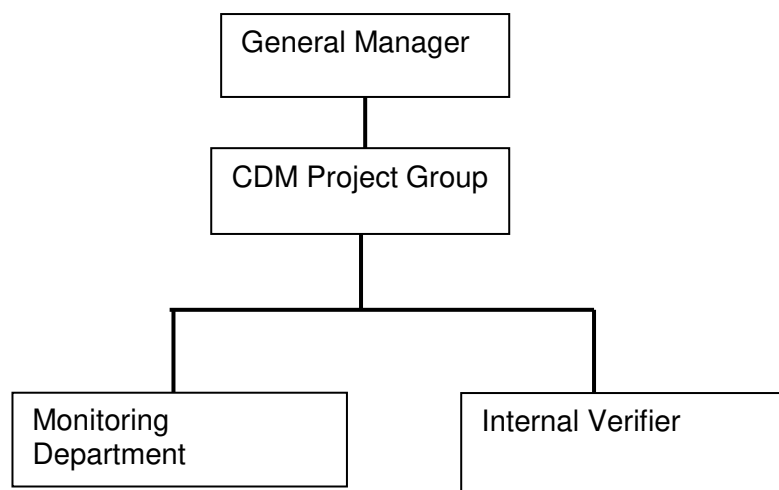 General Manager
CDM Project Group
Monitoring
Department
Internal Verifier